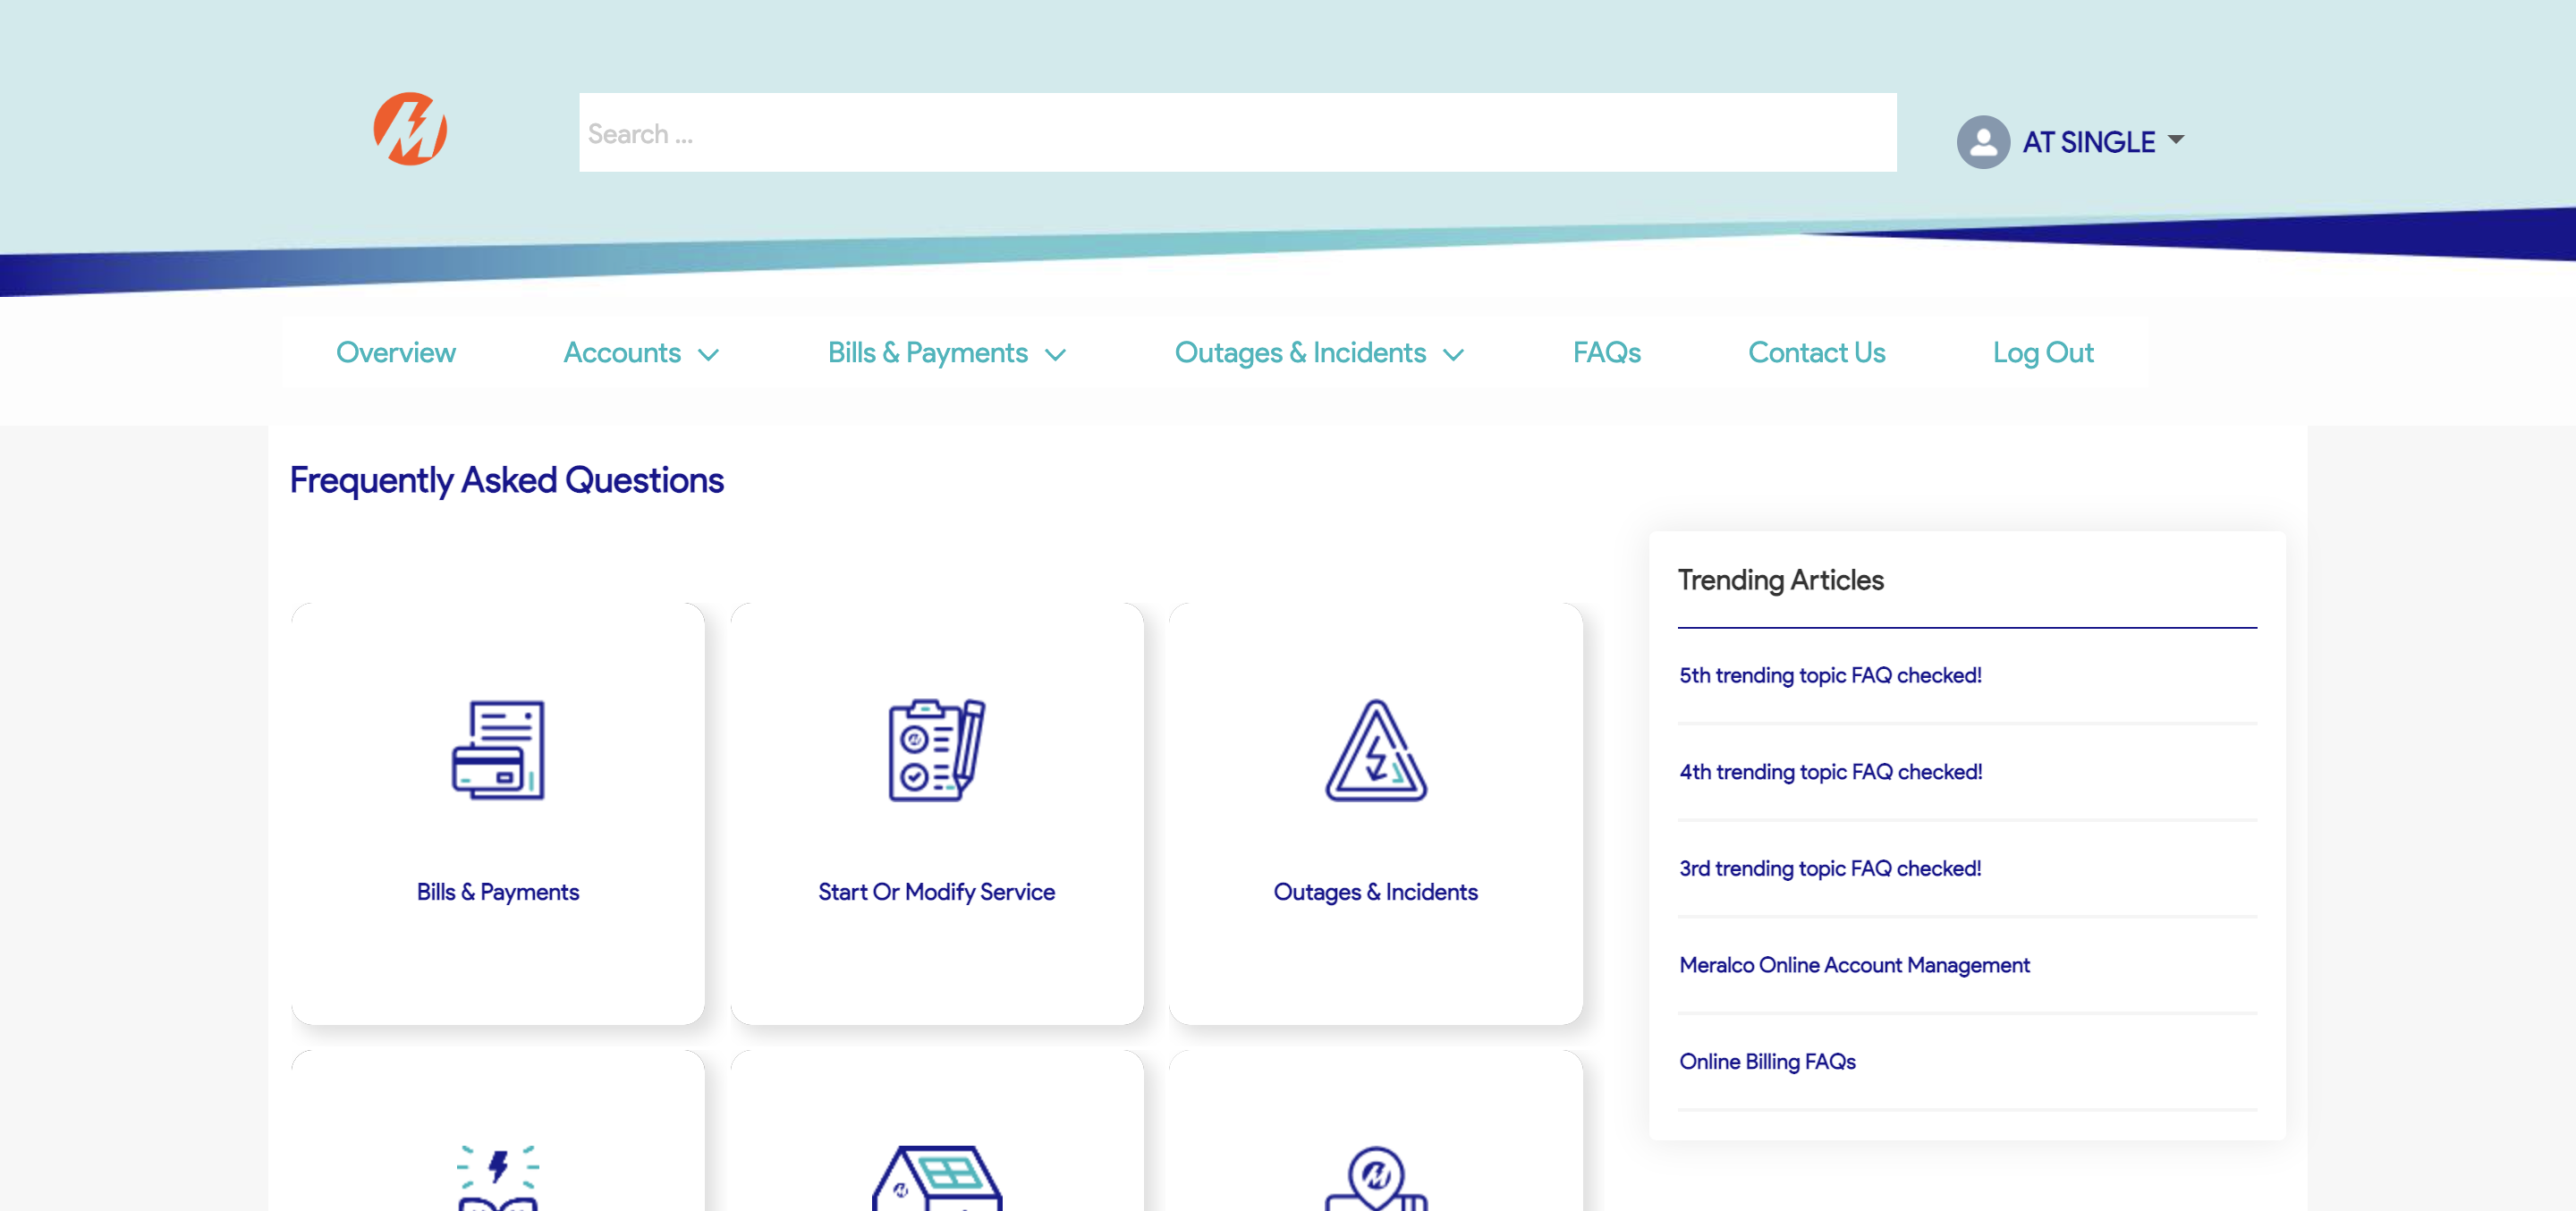 Search ...
AT SINGLE
Overview
Accounts
Bills & Payments
Outages & Incidents
FAQs
Contact Us
Log Out
Frequently Asked Questions
Bills & Payments
Start Or Modify Service
Outages & Incidents
Trending Articles
5th trending topic FAQ checked!
4th trending topic FAQ checked!
3rd trending topic FAQ checked!
Meralco Online Account Management
Online Billing FAQs